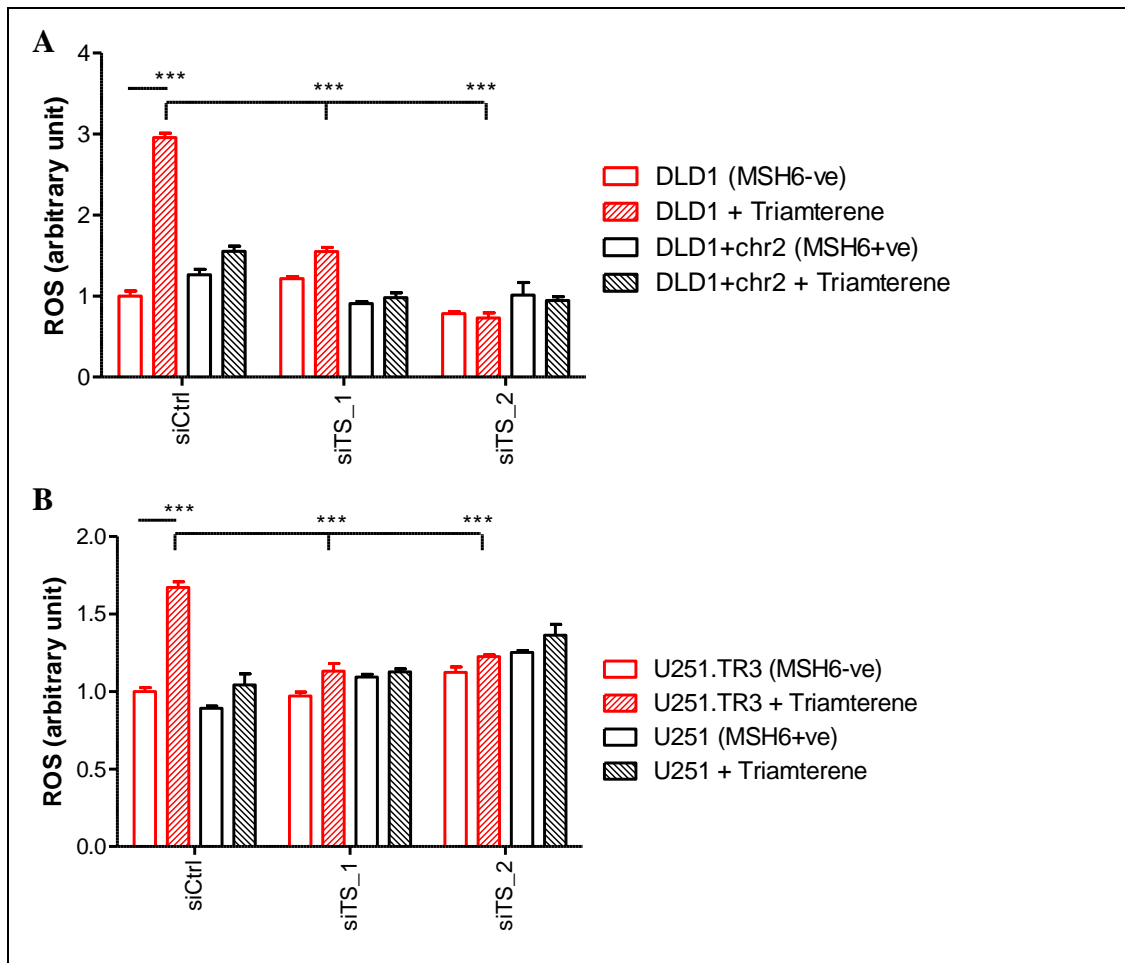 A
***
***
***
4
3
2
1
0
ROS (arbitrary unit)
siCtrl
siTS_1
siTS_2
DLD1 (MSH6-ve)
DLD1 + Triamterene
DLD1+chr2 (MSH6+ve)
DLD1+chr2 + Triamterene
B
***
***
***
2.0
1.5
1.0
0.5
0.0
ROS (arbitrary unit)
siCtrl
siTS_1
siTS_2
U251.TR3 (MSH6-ve)
U251.TR3 + Triamterene
U251 (MSH6+ve)
U251 + Triamterene